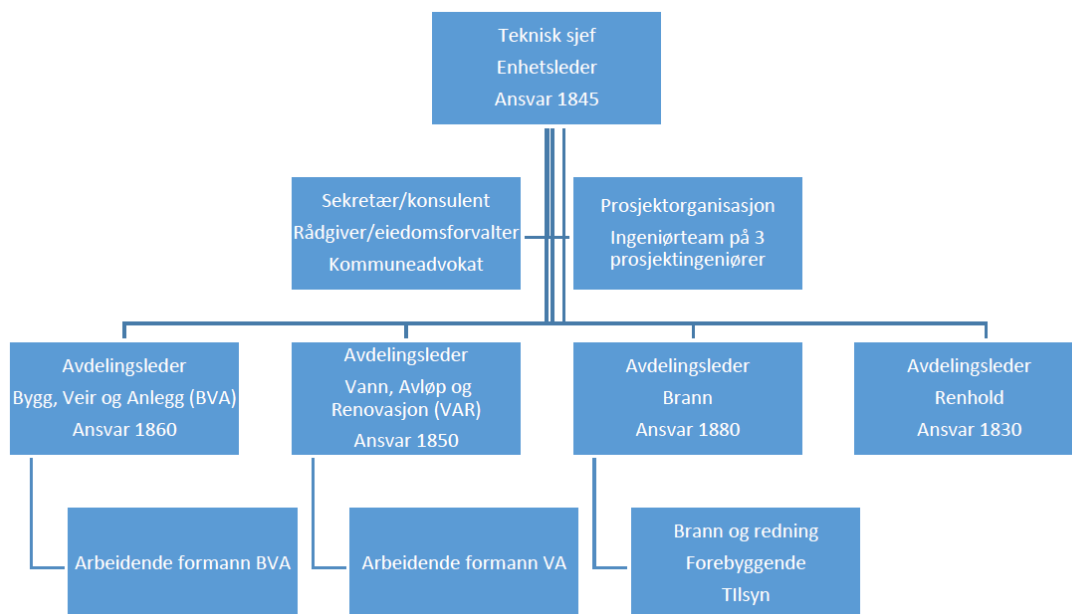 Teknisk sjef
Enhetsleder
Ansvar 1845
Sekretær/konsulent
Rådgiver/eiedomsforvalter
Kommuneadvokat
Prosjektorganisasjon
Ingeniørteam på 3
prosjektingeniører
Avdelingsleder
Bygg, Veir og Anlegg (BVA)
Ansvar 1860
Avdelingsleder
Vann, Avløp og
Renovasjon (VAR)
Ansvar 1850
Avdelingsleder
Brann
Ansvar 1880
Avdelingsleder
Renhold
Ansvar 1830
Arbeidende formann BVA
Arbeidende formann VA
Brann og redning
Forebyggende
TIlsyn